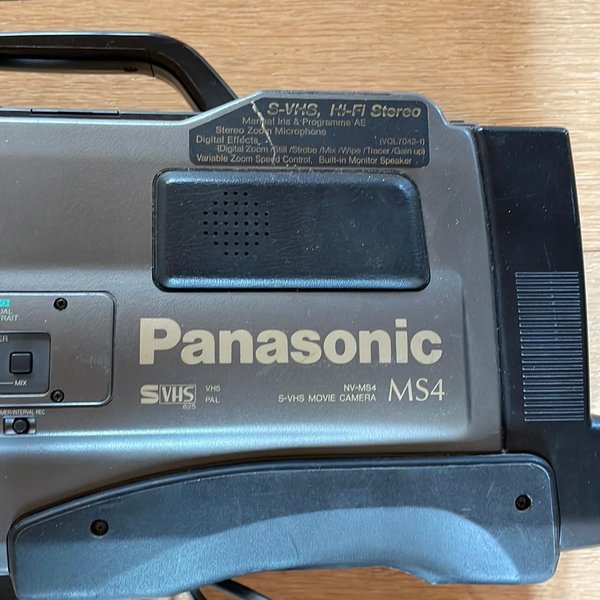 S-VHS, Hi-Fi Stereo
Manual Iris & Programme AE
Stereo Zoom Microphone
Digital Effects (VQL7042-1)
(Digital Zoom/Still/Strobe/Mix/Wipe/Tracer/Gain up)
Variable Zoom Speed Control, Built-in Monitor Speaker
Panasonic
SVHS 625
VHS
PAL
NV-MS4
S-VHS MOVIE CAMERA
MS4
MIX